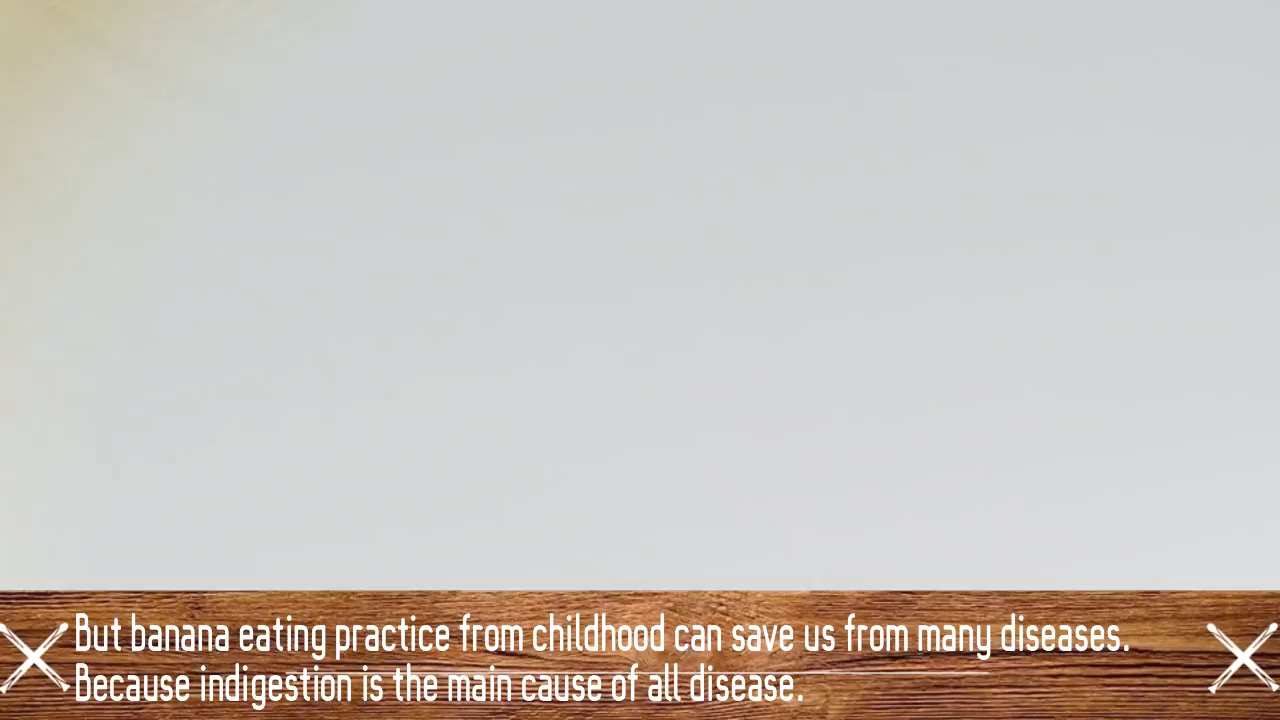 But banana eating practice from childhood can save us from many diseases.
Because indigestion is the main cause of all disease.